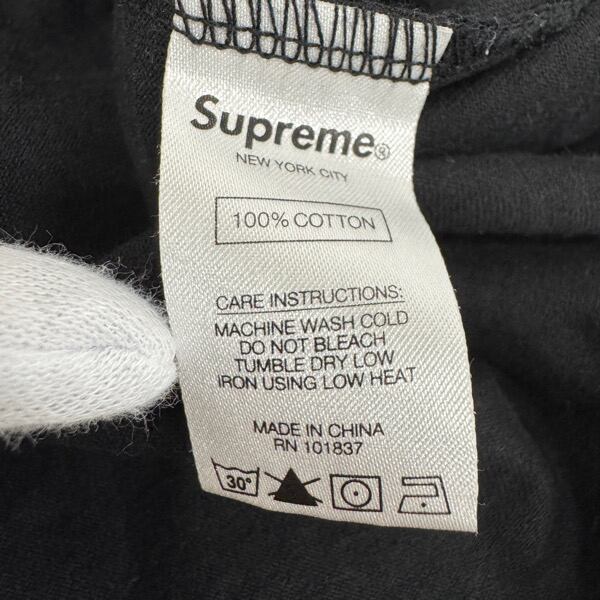 Supreme®
NEW YORK CITY
100% COTTON
CARE INSTRUCTIONS:
MACHINE WASH COLD
DO NOT BLEACH
TUMBLE DRY LOW
IRON USING LOW HEAT
MADE IN CHINA
RN 101837
30°